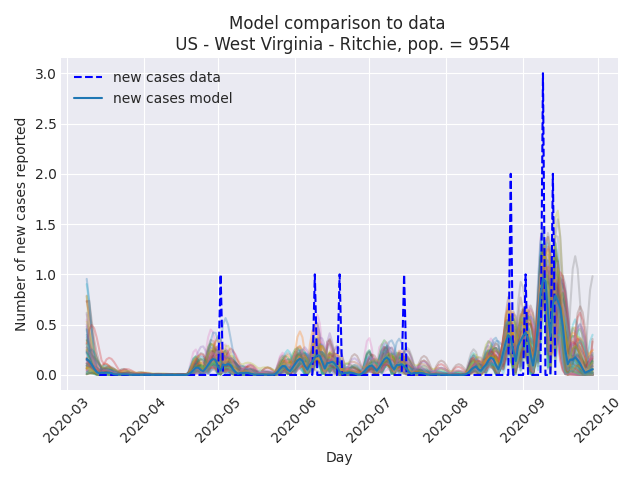 Model comparison to data
US - West Virginia - Ritchie, pop. = 9554
new cases data
new cases model
Number of new cases reported
3.0
2.5
2.0
1.5
1.0
0.5
0.0
2020-03
2020-04
2020-05
2020-06
2020-07
2020-08
2020-09
2020-10
Day